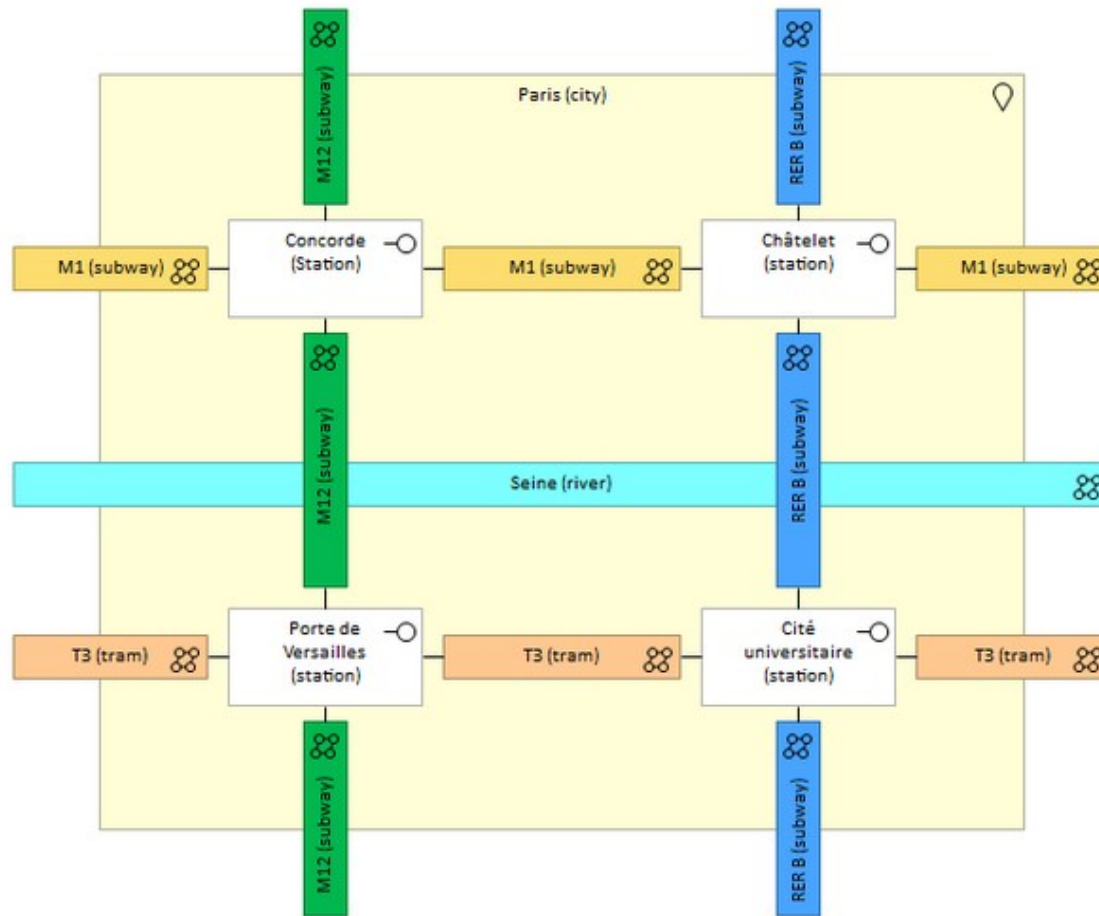 M12 (subway)
RER B (subway)
Paris (city)
Concorde
(Station)
Châtelet
(station)
M1 (subway)
M1 (subway)
M1 (subway)
M12 (subway)
RER B (subway)
Seine (river)
Porte de
Versailles
(station)
Cité
universitaire
(station)
T3 (tram)
T3 (tram)
T3 (tram)
M12 (subway)
RER B (subway)